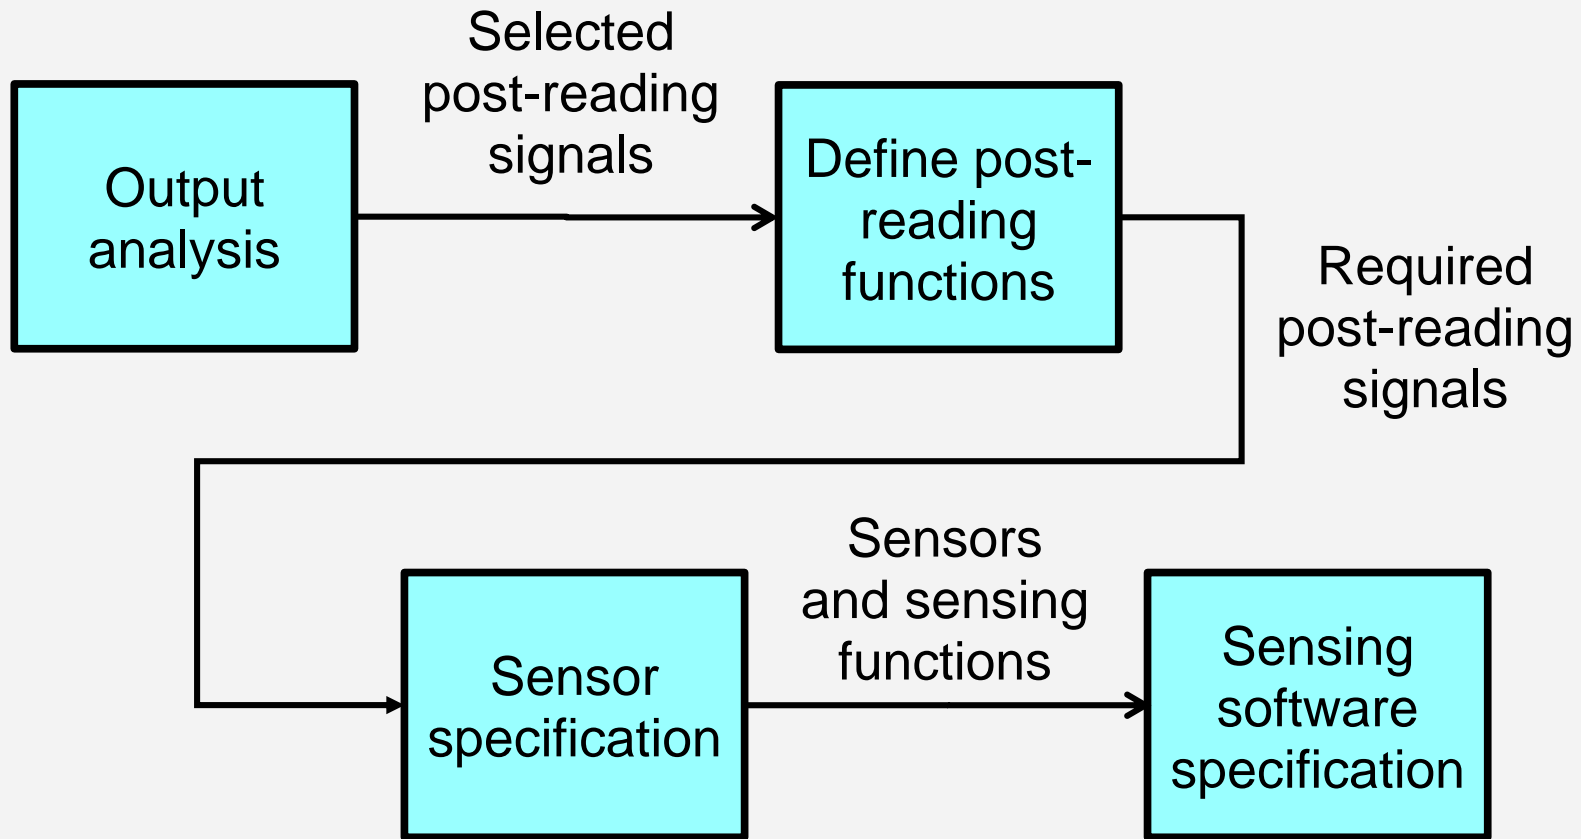 Selected
post-reading
signals
Output
analysis
Define post-
reading
functions
Required
post-reading
signals
Sensor
specification
Sensors
and sensing
functions
Sensing
software
specification